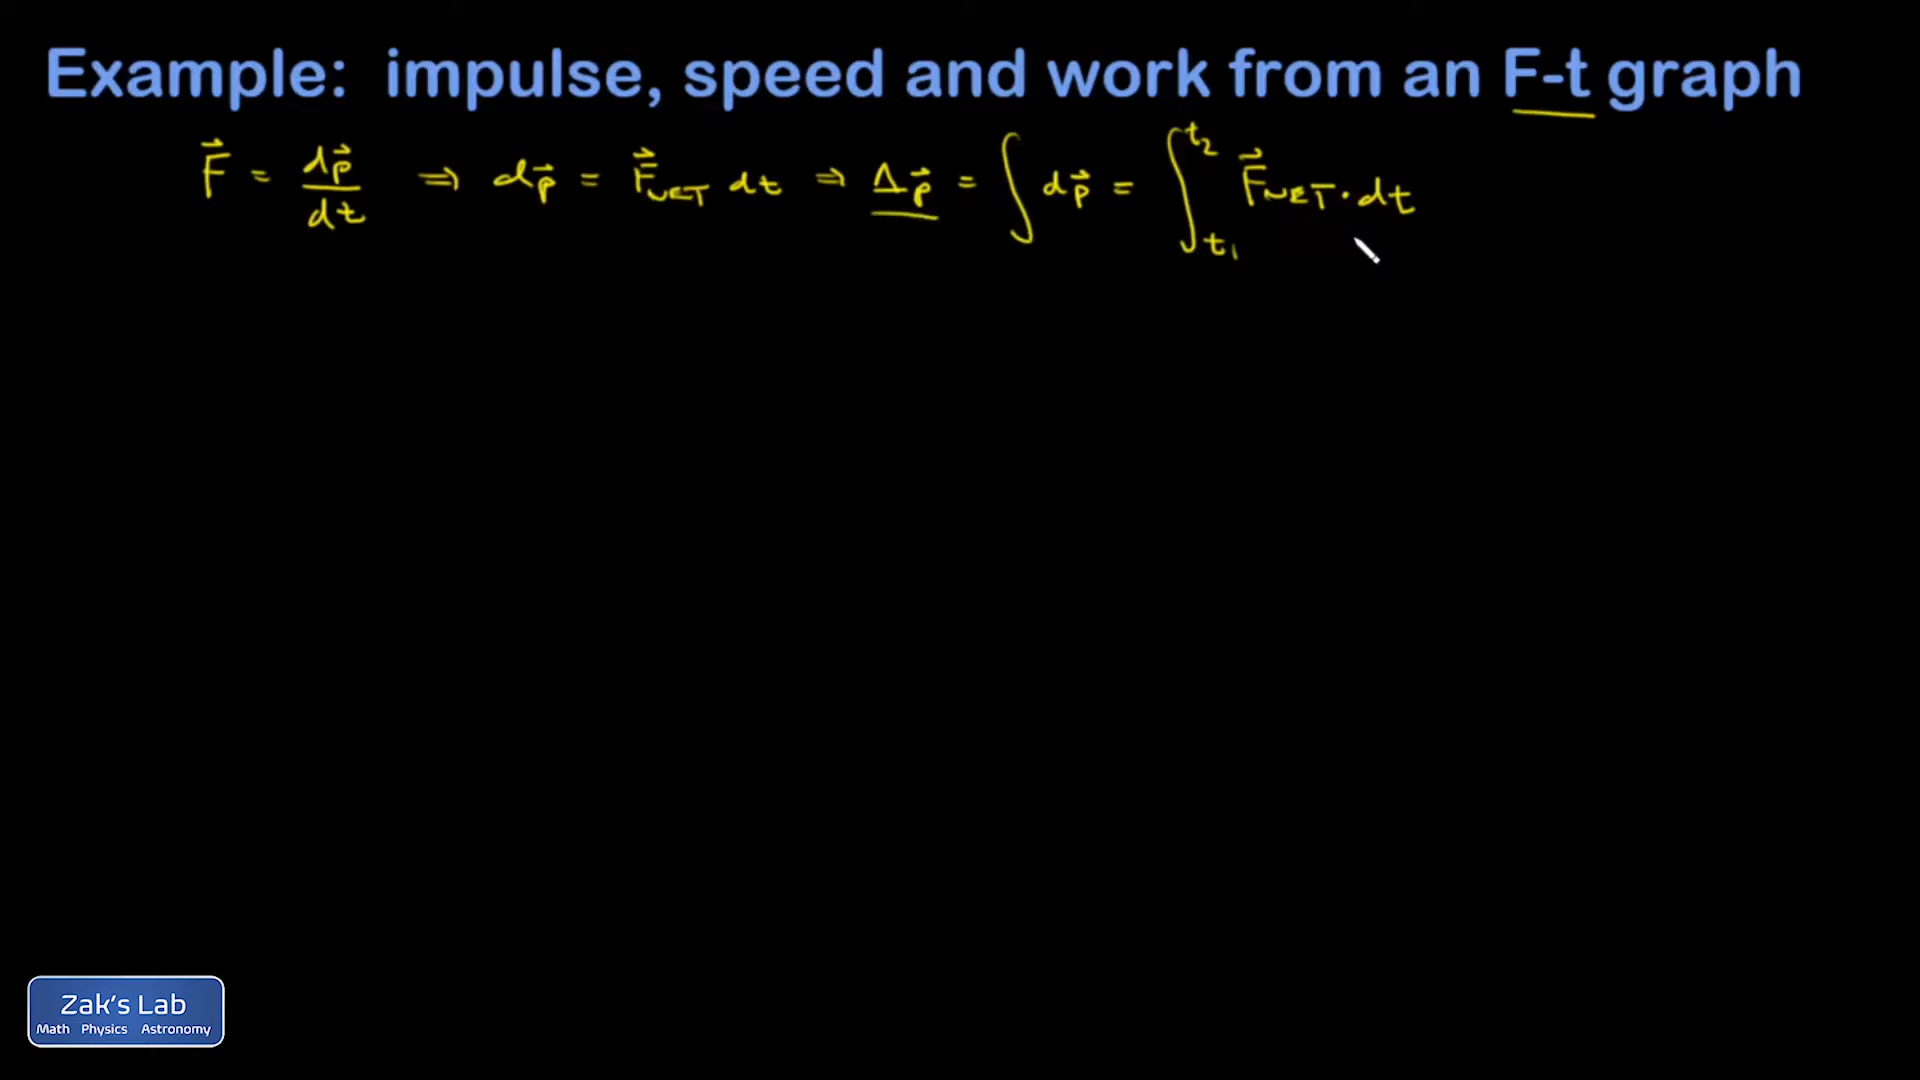 Example: impulse, speed and work from an F-t graph
F⃗ = dp⃗/dt ⇒ dp⃗ = F⃗NET dt ⇒ Δp⃗ = ∫ dp⃗ = ∫t₁^t₂ F⃗NET · dt
Zak's Lab
Math Physics Astronomy